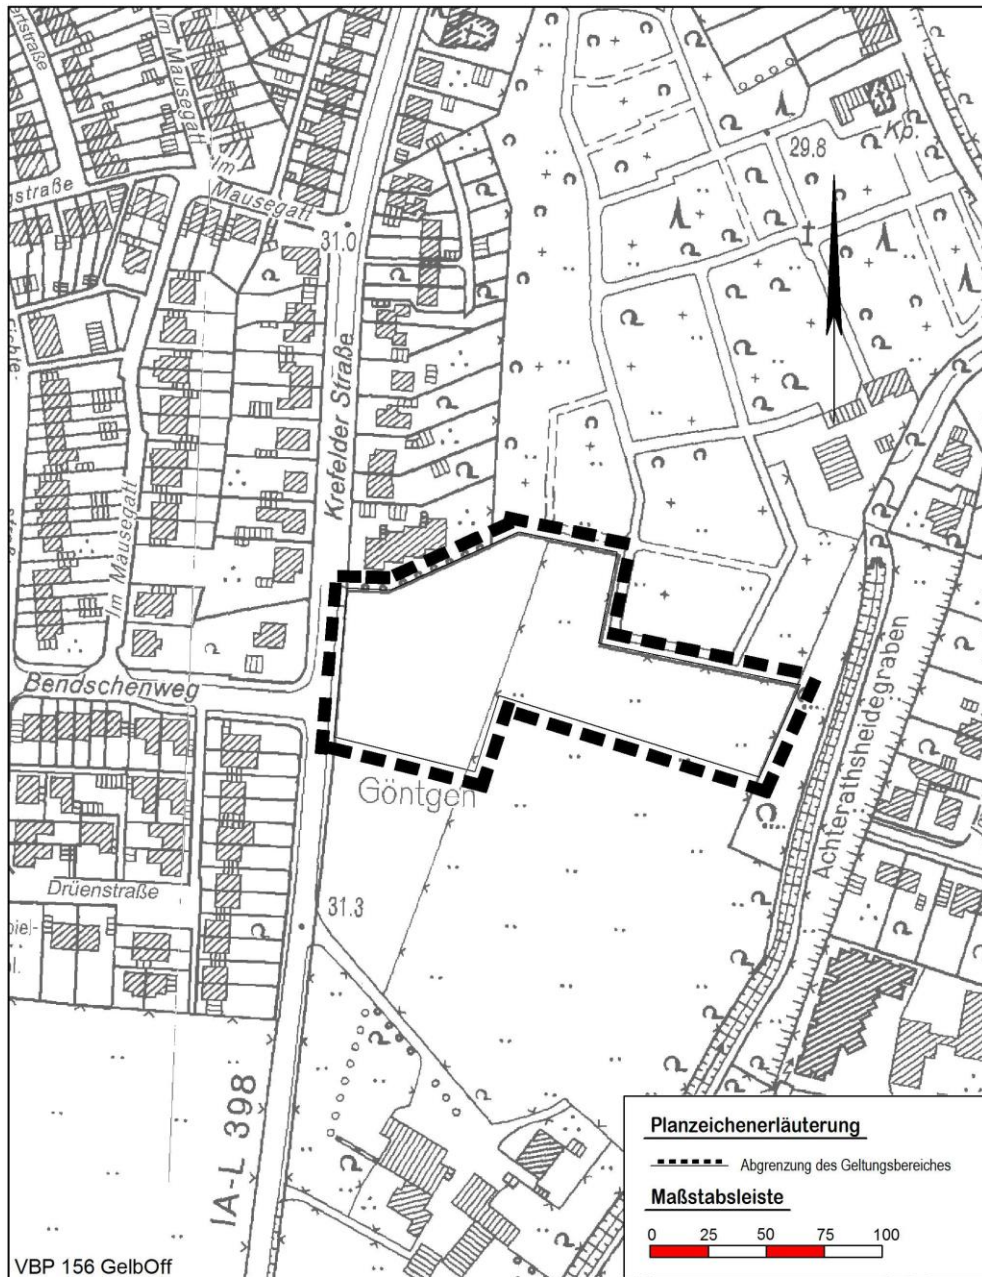 Im Mausegatt
Im
Mausegatt
31.0
Kp.
29.8
Krefelder Straße
Im Mausegatt
Bendschenweg
Göntgen
Achterathsheidegraben
Drüenstraße
31.3
IA-L 398
Planzeichenerläuterung
Abgrenzung des Geltungsbereiches
Maßstabsleiste
0 25 50 75 100
VBP 156 GelbOff